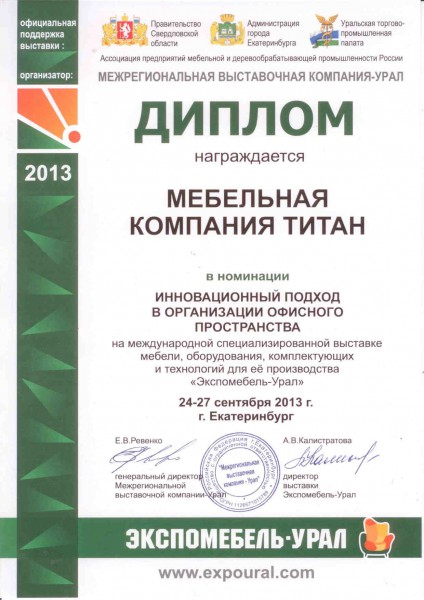 официальная
поддержка
выставки :
Правительство
Свердловской
области
Администрация
города
Екатеринбурга
Уральская торгово-
промышленная
палата
Ассоциация предприятий мебельной и деревообрабатывающей промышленности России
организатор:
МЕЖРЕГИОНАЛЬНАЯ ВЫСТАВОЧНАЯ КОМПАНИЯ-УРАЛ
2013
ДИПЛОМ
награждается
МЕБЕЛЬНАЯ
КОМПАНИЯ ТИТАН
в номинации
ИННОВАЦИОННЫЙ ПОДХОД
В ОРГАНИЗАЦИИ ОФИСНОГО
ПРОСТРАНСТВА
на международной специализированной выставке
мебели, оборудования, комплектующих
и технологий для её производства
«Экспомебель-Урал»
24-27 сентября 2013 г.
г. Екатеринбург
Е.В.Ревенко
генеральный директор
Межрегиональной
выставочной компании-Урал
"Межрегиональная
выставочная
компания - Урал"
А.В.Калистратова
директор
выставки
Экспомебель-Урал
ЭКСПОМЕБЕЛЬ-УРАЛ
www.expoural.com